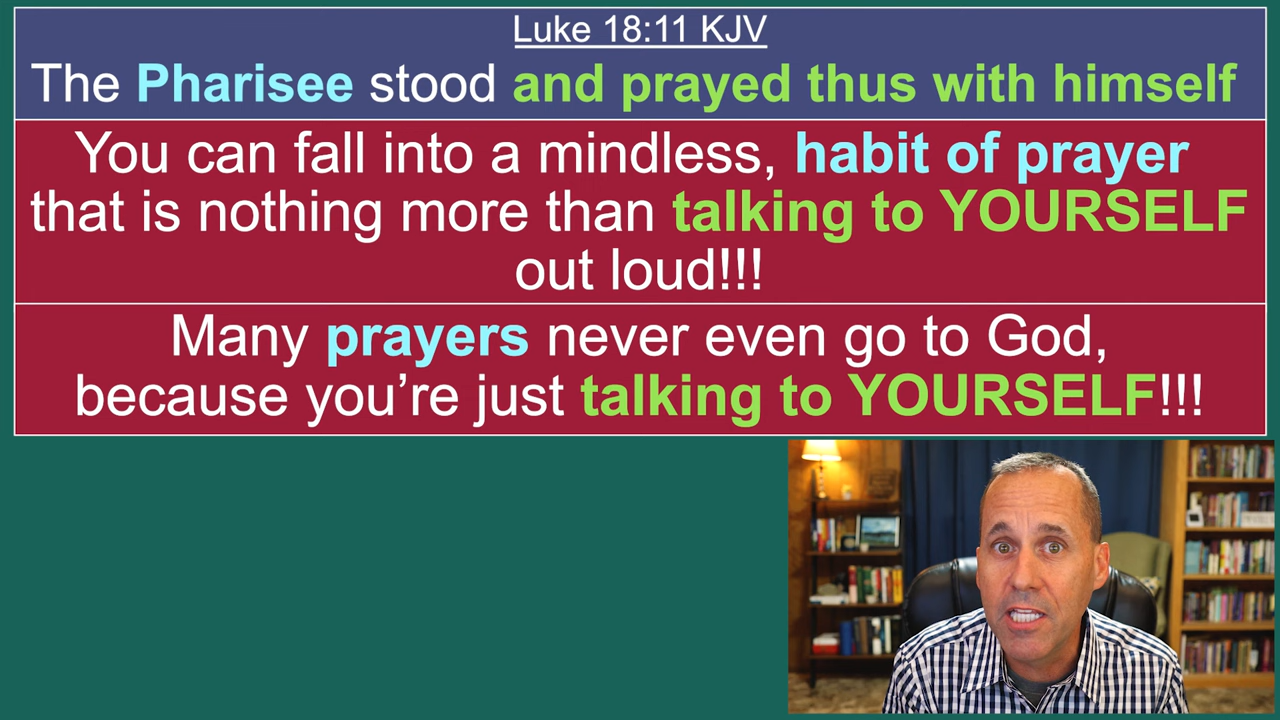 Luke 18:11 KJV
The Pharisee stood and prayed thus with himself
You can fall into a mindless, habit of prayer
that is nothing more than talking to YOURSELF
out loud!!!
Many prayers never even go to God,
because you’re just talking to YOURSELF!!!